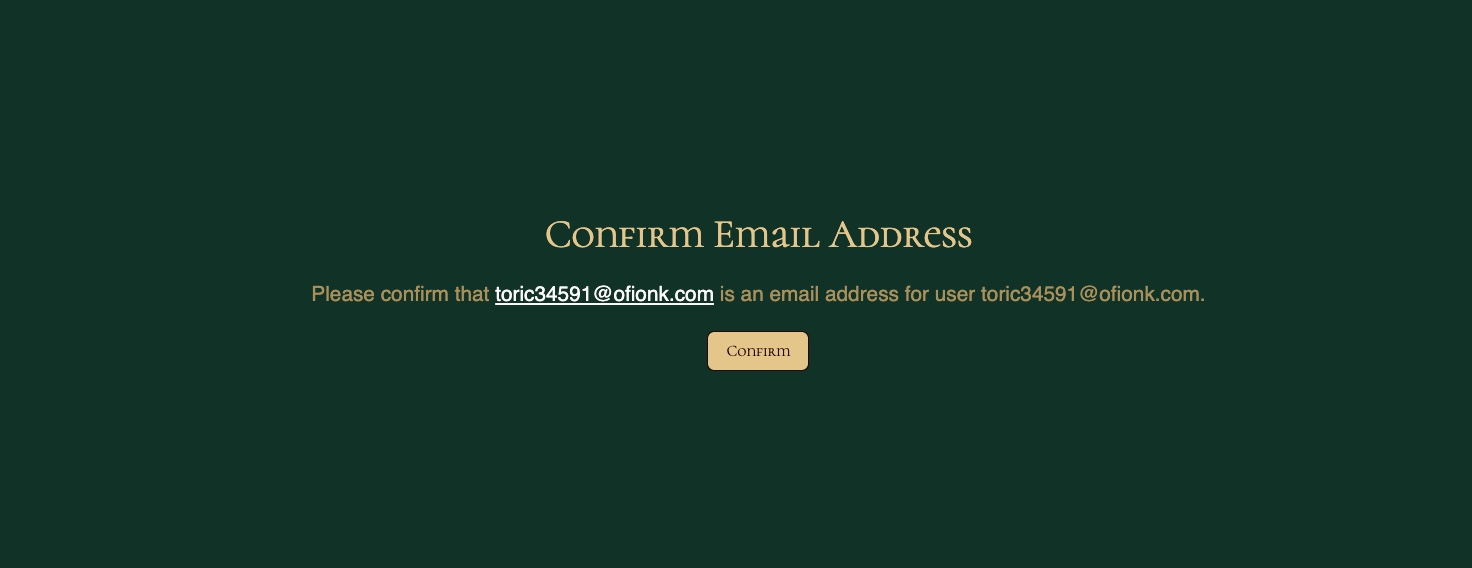 Confirm Email Address
Please confirm that toric34591@ofionk.com is an email address for user toric34591@ofionk.com.
Confirm